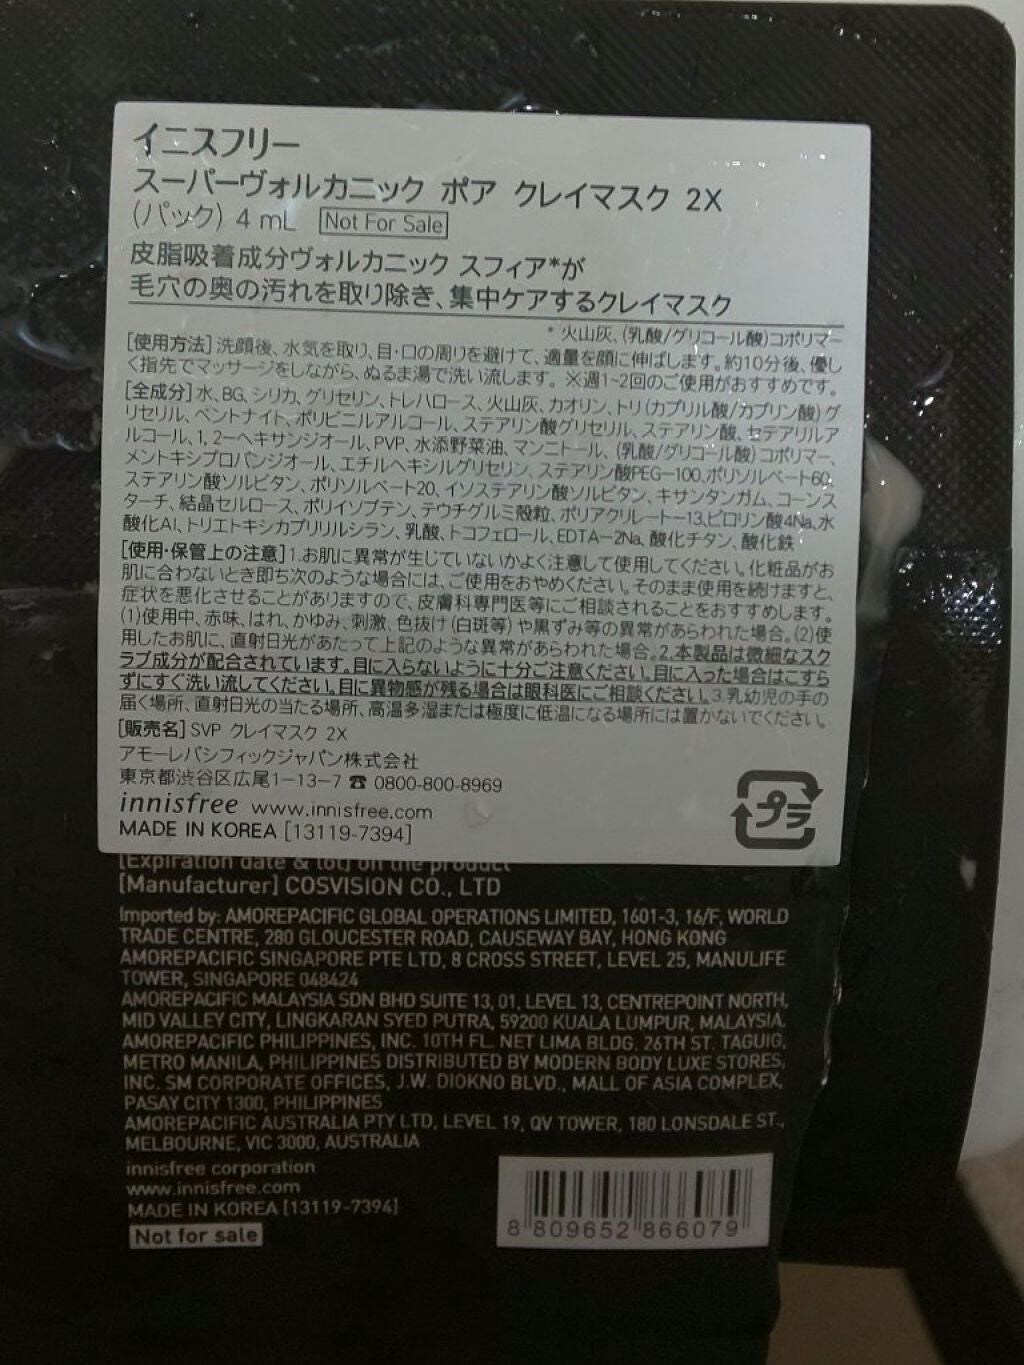 イニスフリー
スーパーヴォルカニック ポア クレイマスク 2X
(パック) 4 mL Not For Sale
皮脂吸着成分ヴォルカニック スフィア*が
毛穴の奥の汚れを取り除き、集中ケアするクレイマスク
* 火山灰、(乳酸/グリコール酸)コポリマー
[使用方法] 洗顔後、水気を取り、目・口の周りを避けて、適量を顔に伸ばします。約10分後、優し
く指先でマッサージをしながら、ぬるま湯で洗い流します。 ※週1~2回のご使用がおすすめです。
[全成分] 水、BG、シリカ、グリセリン、トレハロース、火山灰、カオリン、トリ(カプリル酸/カプリン酸)グ
リセリル、ベントナイト、ポリビニルアルコール、ステアリン酸グリセリル、ステアリン酸、セテアリルア
ルコール、1,2-ヘキサンジオール、PVP、水添野菜油、マンニトール、(乳酸/グリコール酸)コポリマー、
メントキシプロパンジオール、エチルヘキシルグリセリン、ステアリン酸PEG-100、ポリソルベート60、
ステアリン酸ソルビタン、ポリソルベート20、イソステアリン酸ソルビタン、キサンタンガム、コーンス
ターチ、結晶セルロース、ポリイソブテン、テウチグルミ殻粒、ポリアクリレート-13、ピロリン酸4Na、水
酸化Al、トリエトキシカプリリルシラン、乳酸、トコフェロール、EDTA-2Na、酸化チタン、酸化鉄
[使用・保管上の注意] 1.お肌に異常が生じていないかよく注意して使用してください。化粧品がお
肌に合わないとき即ち次のような場合には、ご使用をおやめください。そのまま使用を続けますと、
症状を悪化させることがありますので、皮膚科専門医等にご相談されることをおすすめします。
(1)使用中、赤味、はれ、かゆみ、刺激、色抜け(白斑等)や黒ずみ等の異常があらわれた場合。(2)使
用したお肌に、直射日光があたって上記のような異常があらわれた場合。2.本製品は微細なスク
ラブ成分が配合されています。目に入らないように十分ご注意ください。目に入った場合はこすら
ずにすぐ洗い流してください。目に異物感が残る場合は眼科医にご相談ください。3.乳幼児の手の
届く場所、直射日光の当たる場所、高温多湿または極度に低温になる場所には置かないでください。
[販売名] SVP クレイマスク 2X
アモーレパシフィックジャパン株式会社
東京都渋谷区広尾1-13-7 ☎ 0800-800-8969
innisfree www.innisfree.com
MADE IN KOREA [13119-7394]
プラ
[Expiration date & lot] on the product
[Manufacturer] COSVISION CO., LTD
Imported by: AMOREPACIFIC GLOBAL OPERATIONS LIMITED, 1601-3, 16/F, WORLD
TRADE CENTRE, 280 GLOUCESTER ROAD, CAUSEWAY BAY, HONG KONG
AMOREPACIFIC SINGAPORE PTE LTD, 8 CROSS STREET, LEVEL 25, MANULIFE
TOWER, SINGAPORE 048424
AMOREPACIFIC MALAYSIA SDN BHD SUITE 13, 01, LEVEL 13, CENTREPOINT NORTH,
MID VALLEY CITY, LINGKARAN SYED PUTRA, 59200 KUALA LUMPUR, MALAYSIA.
AMOREPACIFIC PHILIPPINES, INC. 10TH FL. NET LIMA BLDG. 26TH ST. TAGUIG,
METRO MANILA, PHILIPPINES DISTRIBUTED BY MODERN BODY LUXE STORES,
INC. SM CORPORATE OFFICES, J.W. DIOKNO BLVD., MALL OF ASIA COMPLEX,
PASAY CITY 1300, PHILIPPINES
AMOREPACIFIC AUSTRALIA PTY LTD, LEVEL 19, QV TOWER, 180 LONSDALE ST.,
MELBOURNE, VIC 3000, AUSTRALIA
innisfree corporation
www.innisfree.com
MADE IN KOREA [13119-7394]
Not for sale
8 809652 866079